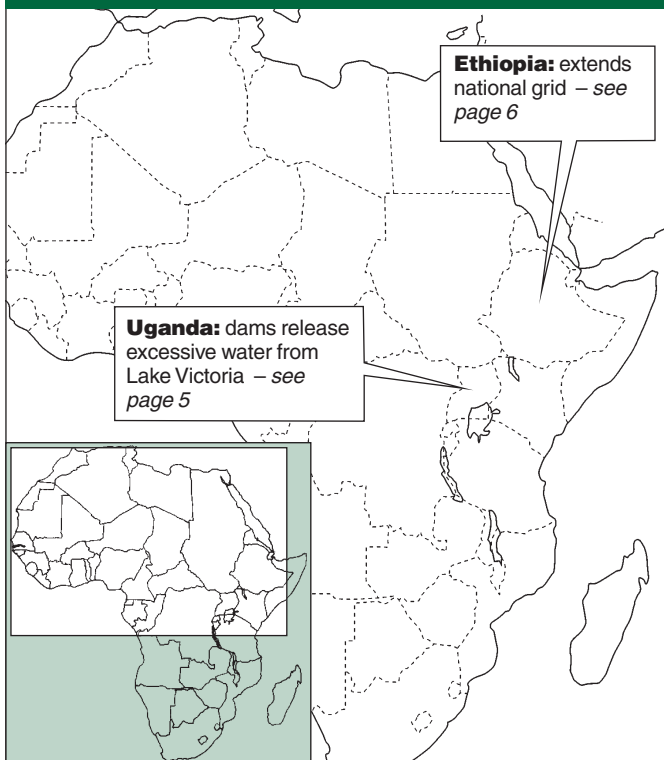 Ethiopia: extends
national grid – see
page 6
Uganda: dams release
excessive water from
Lake Victoria – see
page 5